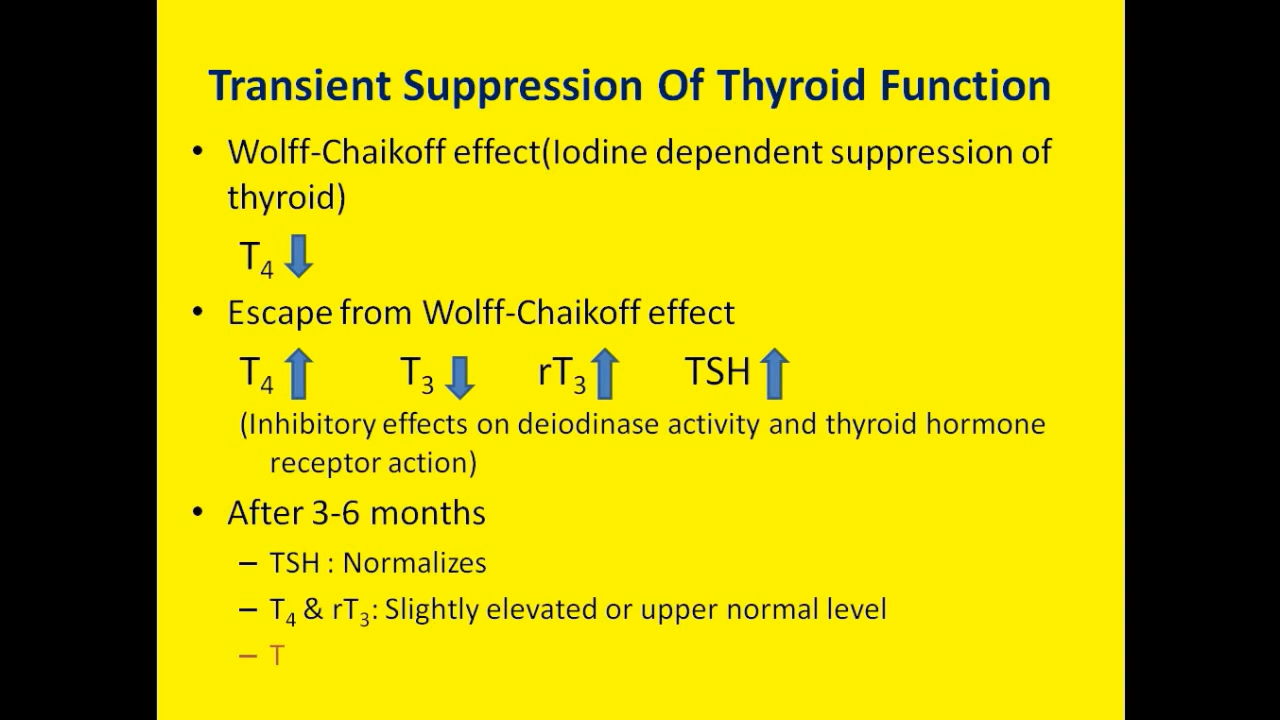 Transient Suppression Of Thyroid Function
• Wolff-Chaikoff effect(Iodine dependent suppression of
thyroid)
T4
• Escape from Wolff-Chaikoff effect
T4 T3 rT3 TSH
(Inhibitory effects on deiodinase activity and thyroid hormone
receptor action)
• After 3-6 months
– TSH : Normalizes
– T4 & rT3: Slightly elevated or upper normal level
– T